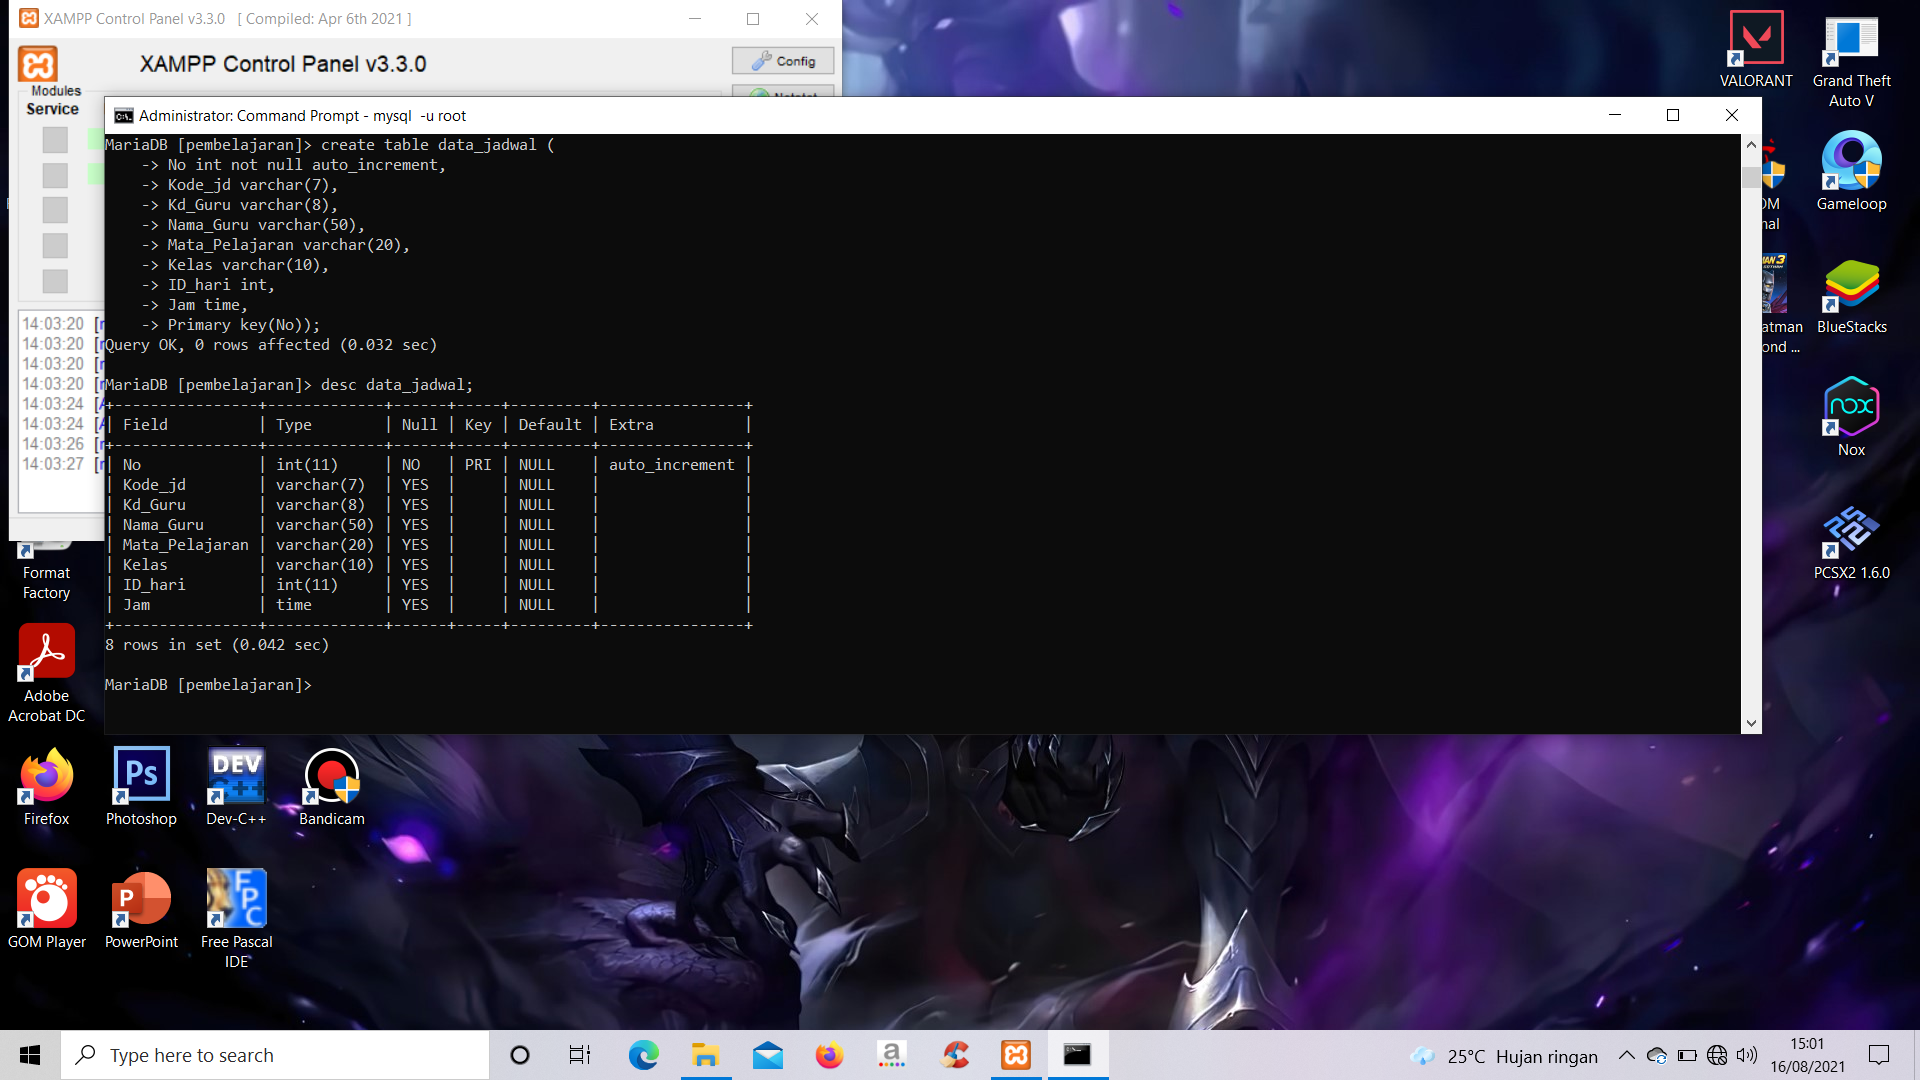 XAMPP Control Panel v3.3.0 [ Compiled: Apr 6th 2021 ]
XAMPP Control Panel v3.3.0
Config
Netstat
Modules
Service
14:03:20 [
14:03:20 [
14:03:20 [
14:03:20 [
14:03:24 [
14:03:24 [
14:03:26 [
14:03:27 [
Administrator: Command Prompt - mysql  -u root
MariaDB [pembelajaran]> create table data_jadwal (
    -> No int not null auto_increment,
    -> Kode_jd varchar(7),
    -> Kd_Guru varchar(8),
    -> Nama_Guru varchar(50),
    -> Mata_Pelajaran varchar(20),
    -> Kelas varchar(10),
    -> ID_hari int,
    -> Jam time,
    -> Primary key(No));
Query OK, 0 rows affected (0.032 sec)
MariaDB [pembelajaran]> desc data_jadwal;
+----------------+-------------+------+-----+---------+----------------+
| Field          | Type        | Null | Key | Default | Extra          |
+----------------+-------------+------+-----+---------+----------------+
| No             | int(11)     | NO   | PRI | NULL    | auto_increment |
| Kode_jd        | varchar(7)  | YES  |     | NULL    |                |
| Kd_Guru        | varchar(8)  | YES  |     | NULL    |                |
| Nama_Guru      | varchar(50) | YES  |     | NULL    |                |
| Mata_Pelajaran | varchar(20) | YES  |     | NULL    |                |
| Kelas          | varchar(10) | YES  |     | NULL    |                |
| ID_hari        | int(11)     | YES  |     | NULL    |                |
| Jam            | time        | YES  |     | NULL    |                |
+----------------+-------------+------+-----+---------+----------------+
8 rows in set (0.042 sec)
MariaDB [pembelajaran]>
VALORANT
Grand Theft
Auto V
Gameloop
BlueStacks
Nox
PCSX2 1.6.0
Format
Factory
Adobe
Acrobat DC
Firefox
Photoshop
Dev-C++
Bandicam
GOM Player
PowerPoint
Free Pascal
IDE
Type here to search
25°C Hujan ringan
15:01
16/08/2021